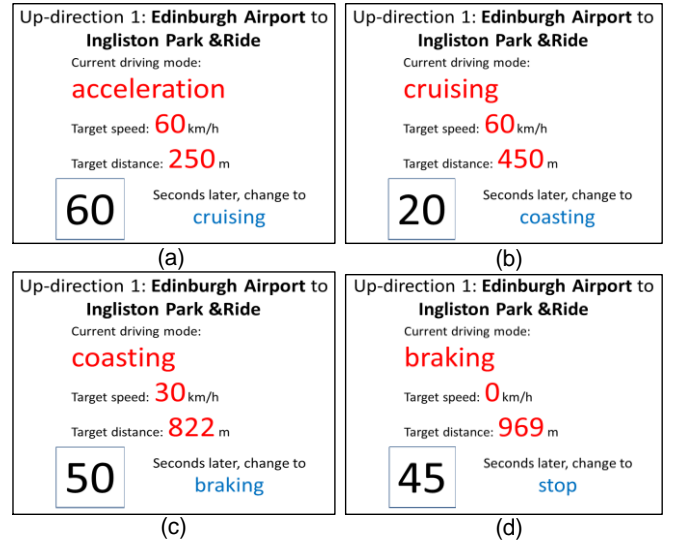 Up-direction 1: Edinburgh Airport to
Ingliston Park &Ride
Current driving mode:
acceleration
Target speed: 60 km/h
Target distance: 250 m
60
Seconds later, change to
cruising
(a)
Up-direction 1: Edinburgh Airport to
Ingliston Park &Ride
Current driving mode:
cruising
Target speed: 60 km/h
Target distance: 450 m
20
Seconds later, change to
coasting
(b)
Up-direction 1: Edinburgh Airport to
Ingliston Park &Ride
Current driving mode:
coasting
Target speed: 30 km/h
Target distance: 822 m
50
Seconds later, change to
braking
(c)
Up-direction 1: Edinburgh Airport to
Ingliston Park &Ride
Current driving mode:
braking
Target speed: 0 km/h
Target distance: 969 m
45
Seconds later, change to
stop
(d)